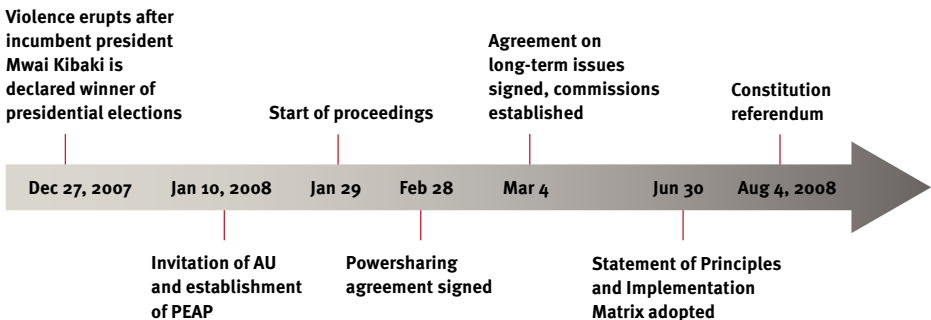 Violence erupts after
incumbent president
Mwai Kibaki is
declared winner of
presidential elections
Start of proceedings
Agreement on
long-term issues
signed, commissions
established
Constitution
referendum
Dec 27, 2007
Jan 10, 2008
Jan 29
Feb 28
Mar 4
Jun 30
Aug 4, 2008
Invitation of AU
and establishment
of PEAP
Powersharing
agreement signed
Statement of Principles
and Implementation
Matrix adopted